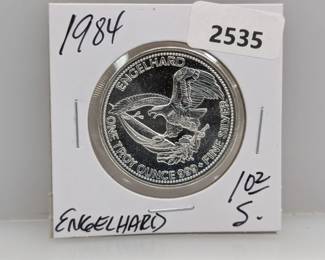 1984
2535
ENGELHARD
ONE TROY OUNCE 999+ FINE SILVER
1oz
S.
ENGELHARD